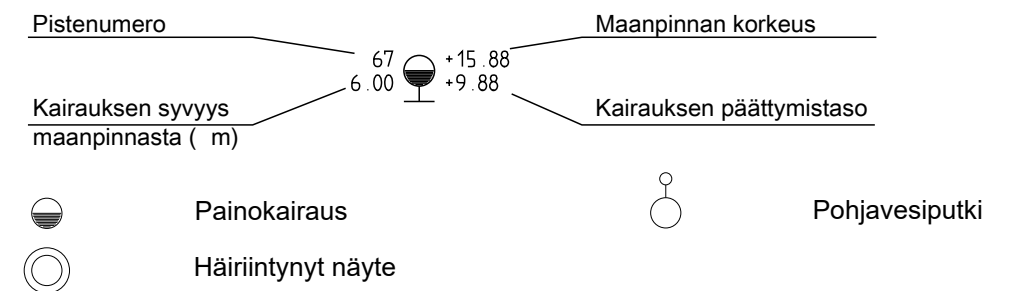 Pistenumero
Maanpinnan korkeus
67 +15.88
6.00 +9.88
Kairauksen syvyys
maanpinnasta ( m)
Kairauksen päättymistaso
Painokairaus
Pohjavesiputki
Häiriintynyt näyte